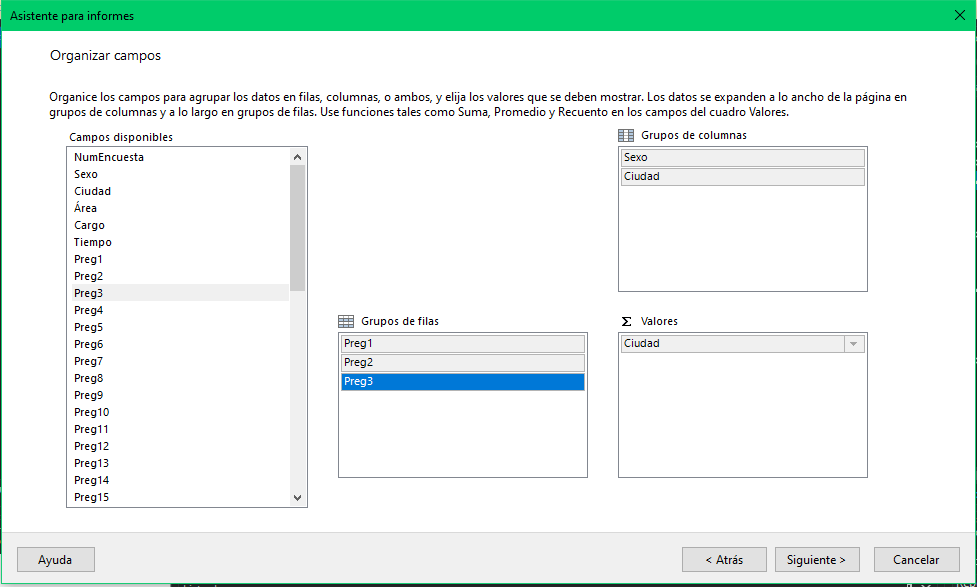 Asistente para informes
Organizar campos
Organice los campos para agrupar los datos en filas, columnas, o ambos, y elija los valores que se deben mostrar. Los datos se expanden a lo ancho de la página en
grupos de columnas y a lo largo en grupos de filas. Use funciones tales como Suma, Promedio y Recuento en los campos del cuadro Valores.
Campos disponibles
NumEncuesta
Sexo
Ciudad
Área
Cargo
Tiempo
Preg1
Preg2
Preg3
Preg4
Preg5
Preg6
Preg7
Preg8
Preg9
Preg10
Preg11
Preg12
Preg13
Preg14
Preg15
Grupos de columnas
Sexo
Ciudad
Grupos de filas
Preg1
Preg2
Preg3
Σ Valores
Ciudad
Ayuda
< Atrás
Siguiente >
Cancelar